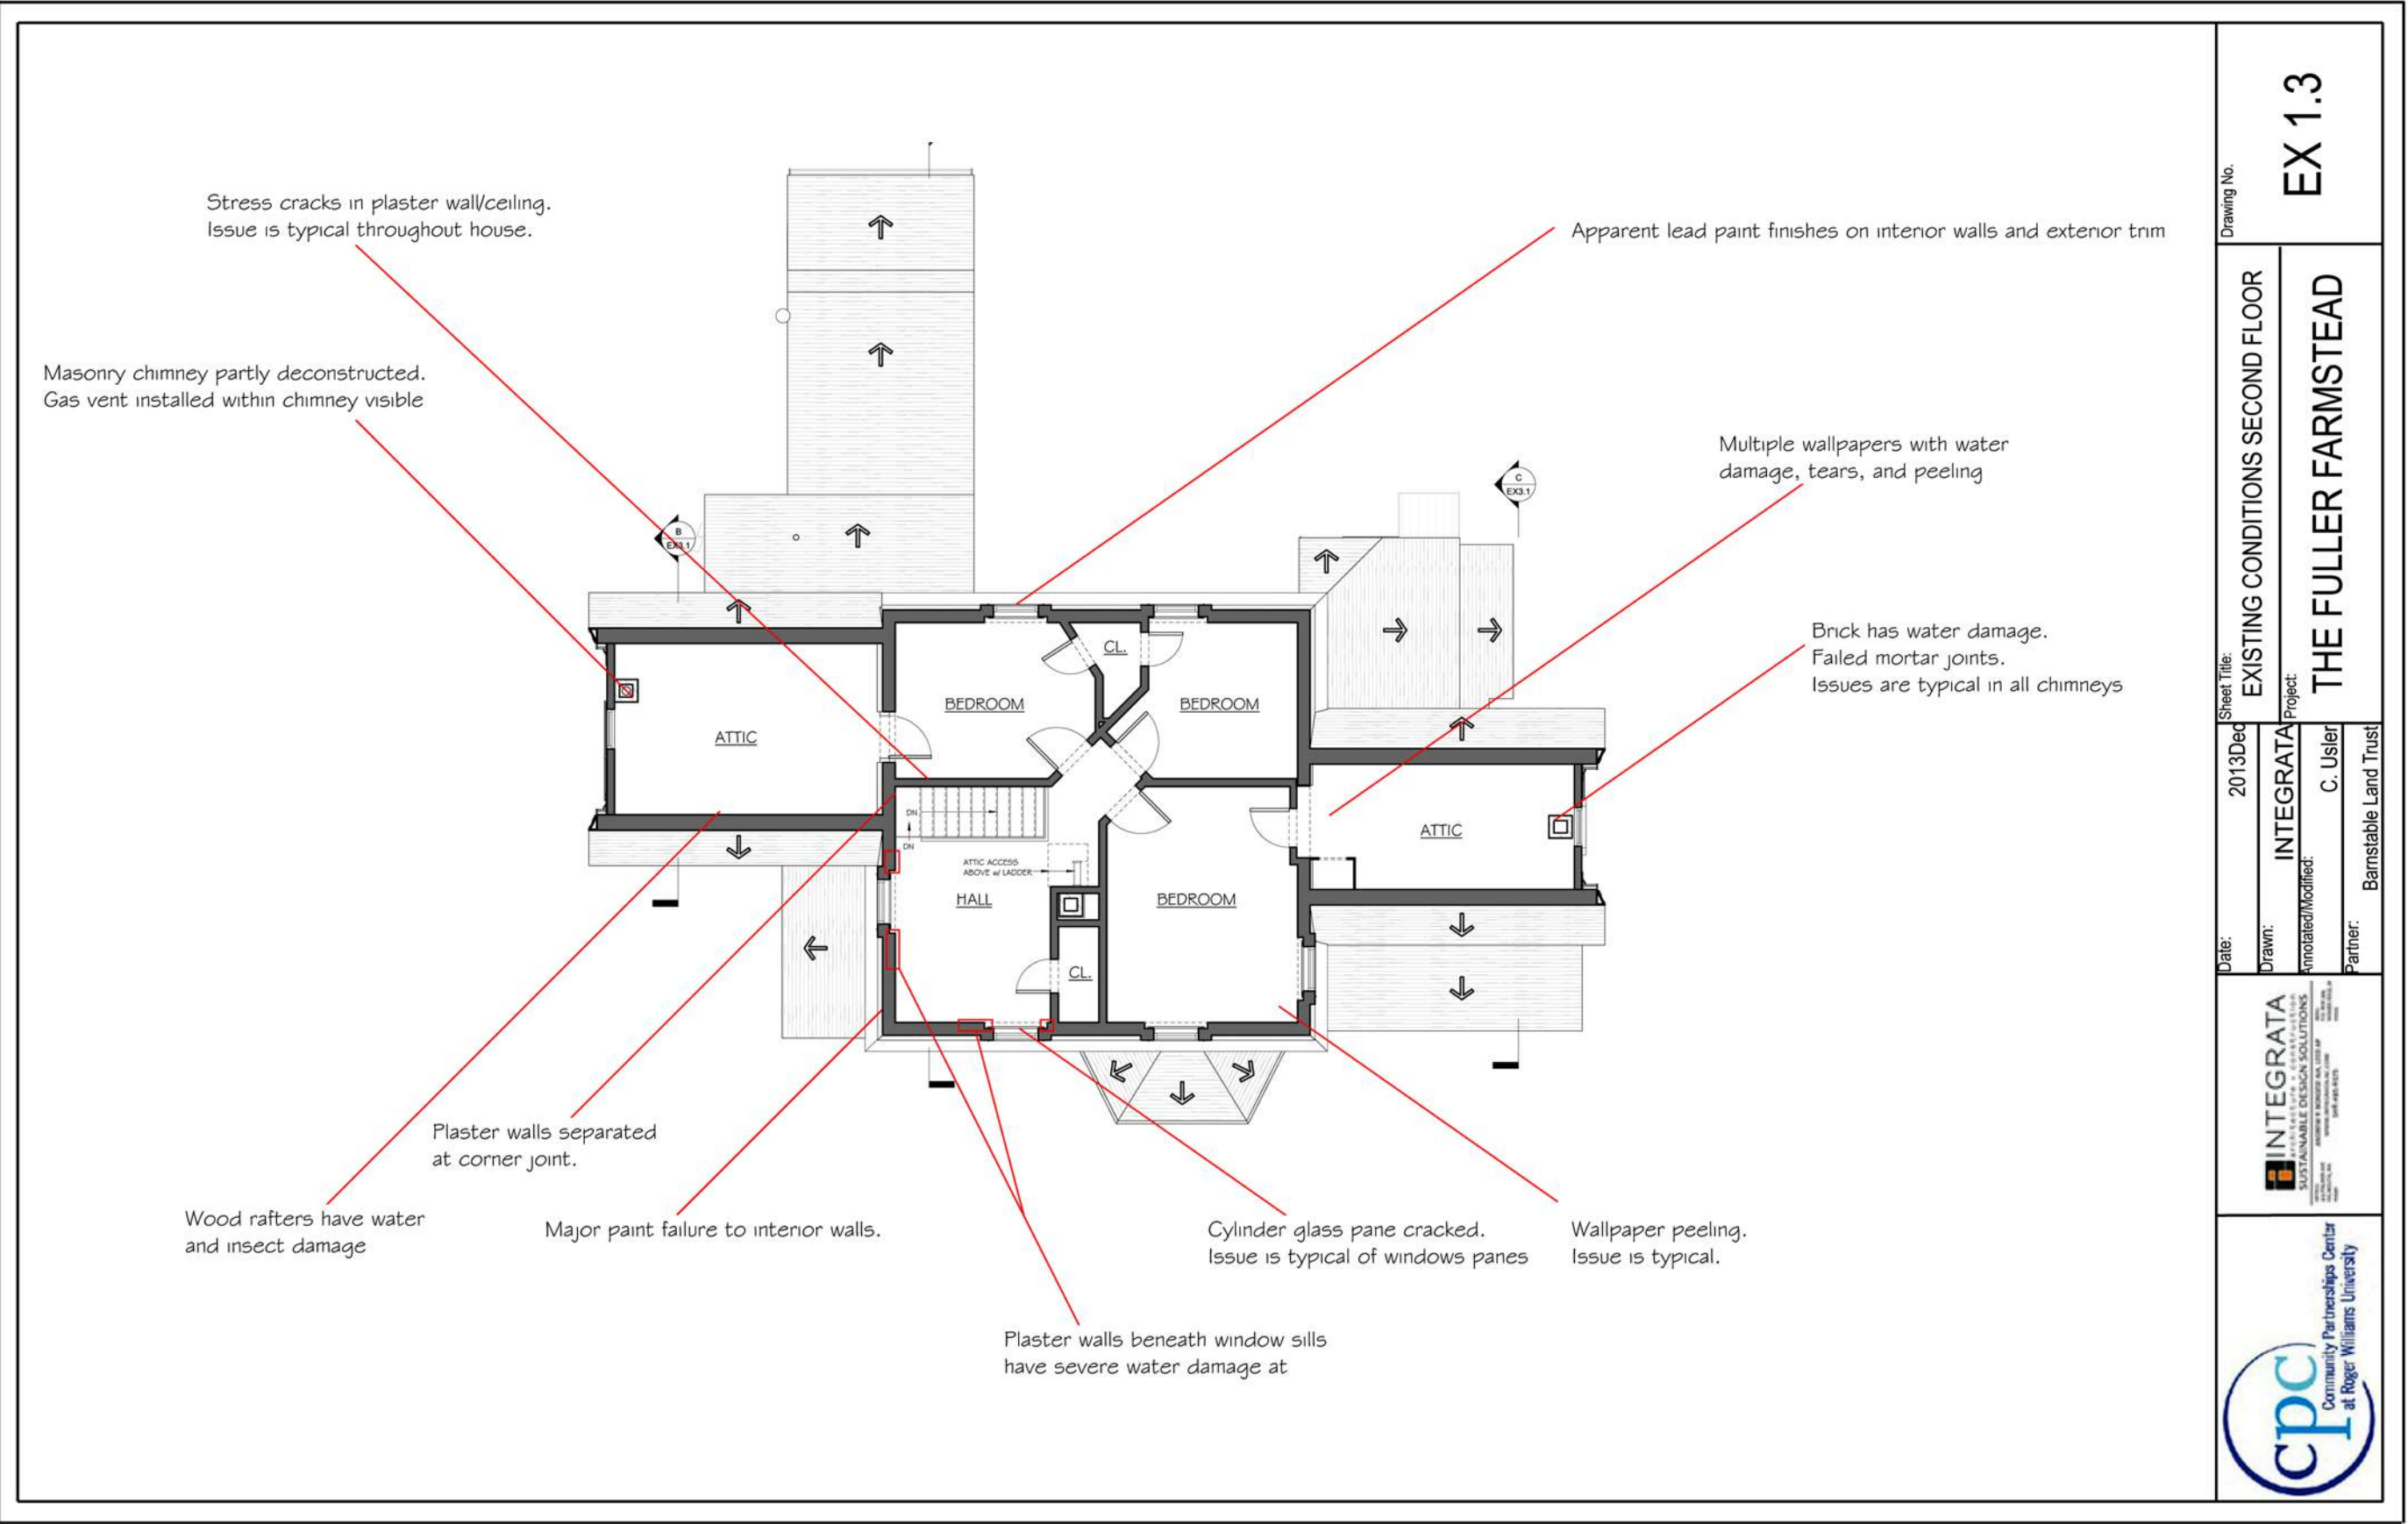 Stress cracks in plaster wall/ceiling.
Issue is typical throughout house.
Apparent lead paint finishes on interior walls and exterior trim
Masonry chimney partly deconstructed.
Gas vent installed within chimney visible
Multiple wallpapers with water
damage, tears, and peeling
C
EX3.1
B
EX3.1
Brick has water damage.
Failed mortar joints.
Issues are typical in all chimneys
CL.
BEDROOM
BEDROOM
ATTIC
DN
DN
ATTIC ACCESS
ABOVE w/ LADDER
ATTIC
HALL
BEDROOM
CL.
Plaster walls separated
at corner joint.
Wood rafters have water
and insect damage
Major paint failure to interior walls.
Cylinder glass pane cracked.
Issue is typical of windows panes
Wallpaper peeling.
Issue is typical.
Plaster walls beneath window sills
have severe water damage at
Drawing No.
EX 1.3
Sheet Title:
EXISTING CONDITIONS SECOND FLOOR
Project:
THE FULLER FARMSTEAD
Date:
2013Dec
Drawn:
INTEGRATA
Annotated/Modified:
C. Usler
Partner:
Barnstable Land Trust
INTEGRATA
architecture + construction
SUSTAINABLE DESIGN SOLUTIONS
cpc
Community Partnerships Center
at Roger Williams University